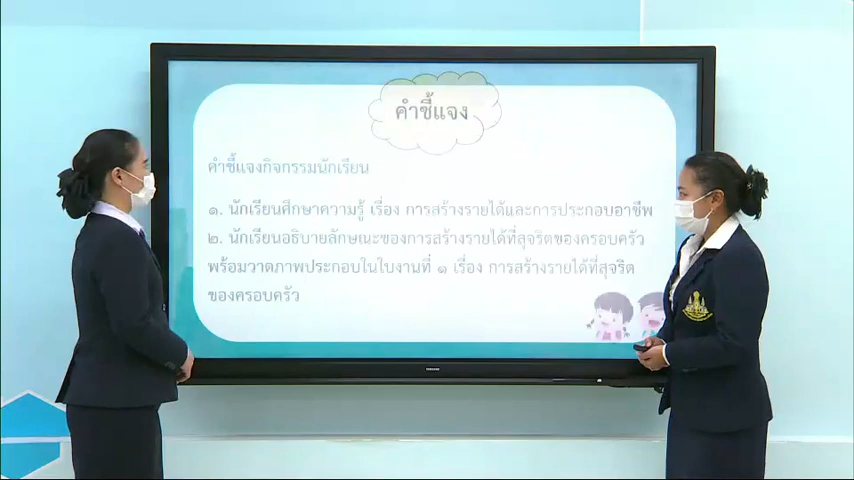 คำชี้แจง
คำชี้แจงกิจกรรมนักเรียน
๑. นักเรียนศึกษาความรู้ เรื่อง การสร้างรายได้และการประกอบอาชีพ
๒. นักเรียนอธิบายลักษณะของการสร้างรายได้ที่สุจริตของครอบครัว
พร้อมวาดภาพประกอบในใบงานที่ ๑ เรื่อง การสร้างรายได้ที่สุจริต
ของครอบครัว